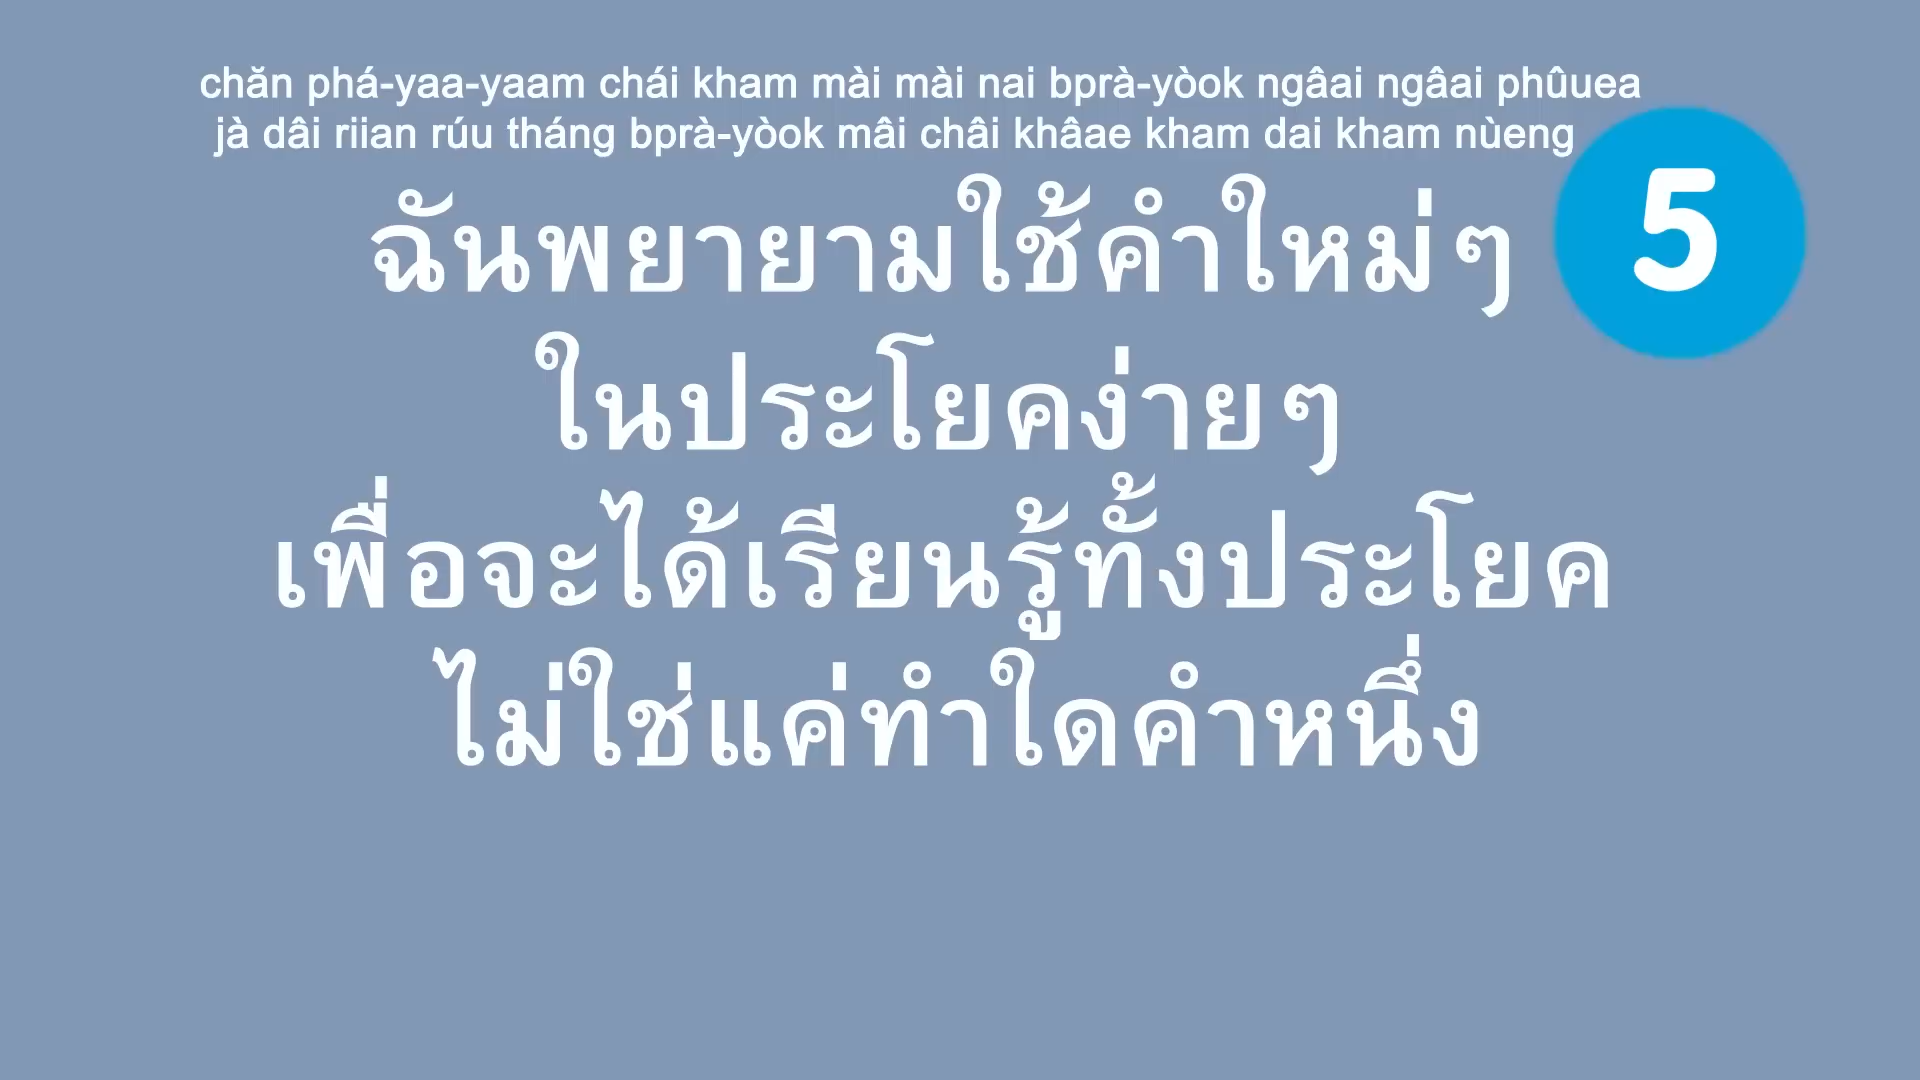 chăn phá-yaa-yaam chái kham mài mài nai bprà-yòok ngâai ngâai phûuea
jà dâi riian rúu tháng bprà-yòok mâi châi khâae kham dai kham nùeng
5
ฉันพยายามใช้คำใหม่ๆ
ในประโยคง่ายๆ
เพื่อจะได้เรียนรู้ทั้งประโยค
ไม่ใช่แค่ทำใดคำหนึ่ง